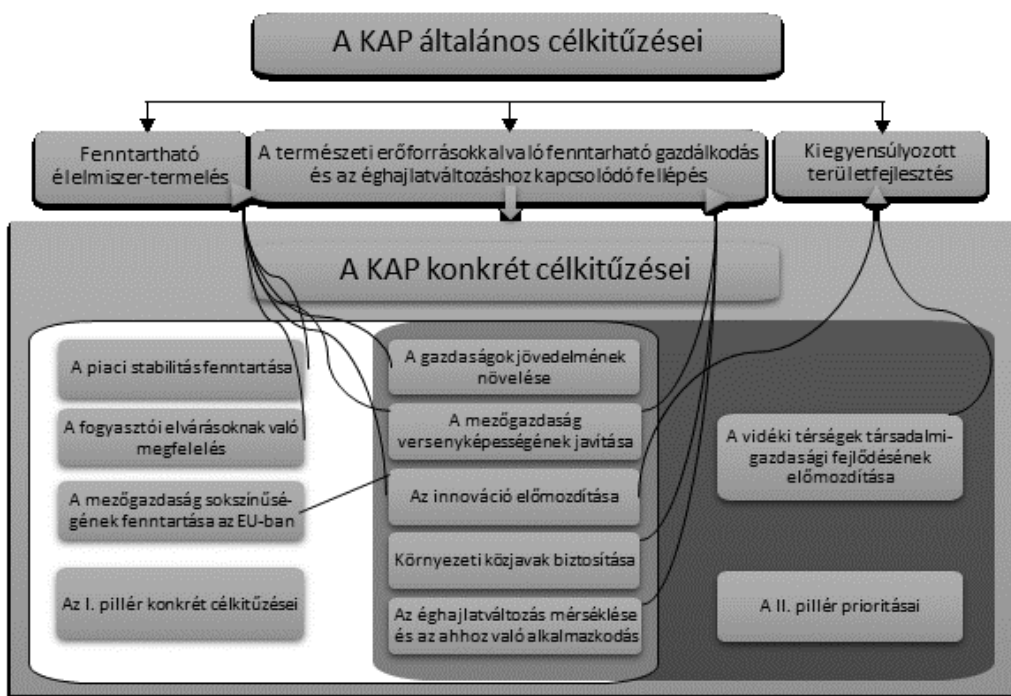 A KAP általános célkitűzései
Fenntartható
élelmiszer-termelés
A természeti erőforrásokkalvaló fenntarható gazdálkodás
és az éghajlatváltozáshoz kapcsolódó fellépés
Kiegyensúlyozott
területfejlesztés
A KAP konkrét célkitűzései
A piaci stabilitás fenntartása
A fogyasztói elvárásoknak való
megfelelés
A mezőgazdaság sokszínűsé-
gének fenntartása az EU-ban
Az I. pillér konkrét célkitűzései
A gazdaságok jövedelmének
növelése
A mezőgazdaság
versenyképességének javítása
Az innováció előmozdítása
Környezeti közjavak biztosítása
Az éghajlatváltozás mérséklése
és az ahhoz való alkalmazkodás
A vidéki térségek társadalmi-
gazdasági fejlődésének
előmozdítása
A II. pillér prioritásai